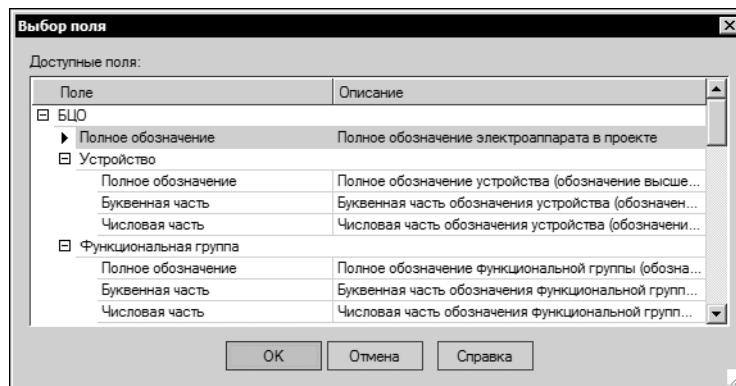 Выбор поля
Доступные поля:
Поле Описание
БЦО
Полное обозначение Полное обозначение электроаппарата в проекте
Устройство
Полное обозначение Полное обозначение устройства (обозначение высше...
Буквенная часть Буквенная часть обозначения устройства (обозначен...
Числовая часть Числовая часть обозначения устройства (обозначени...
Функциональная группа
Полное обозначение Полное обозначение функциональной группы (обозна...
Буквенная часть Буквенная часть обозначения функциональной групп...
Числовая часть Числовая часть обозначения функциональной групп...
OK Отмена Справка